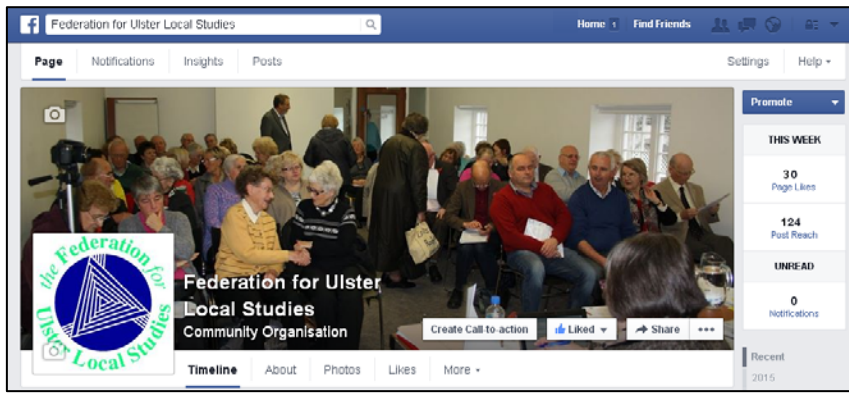 Federation for Ulster Local Studies
Home 1 Find Friends
Page Notifications Insights Posts Settings Help
Promote
THIS WEEK
30
Page Likes
124
Post Reach
UNREAD
0
Notifications
Recent
2015
the Federation for
Ulster Local Studies
Federation for Ulster
Local Studies
Community Organisation
Create Call-to-action Liked Share
Timeline About Photos Likes More